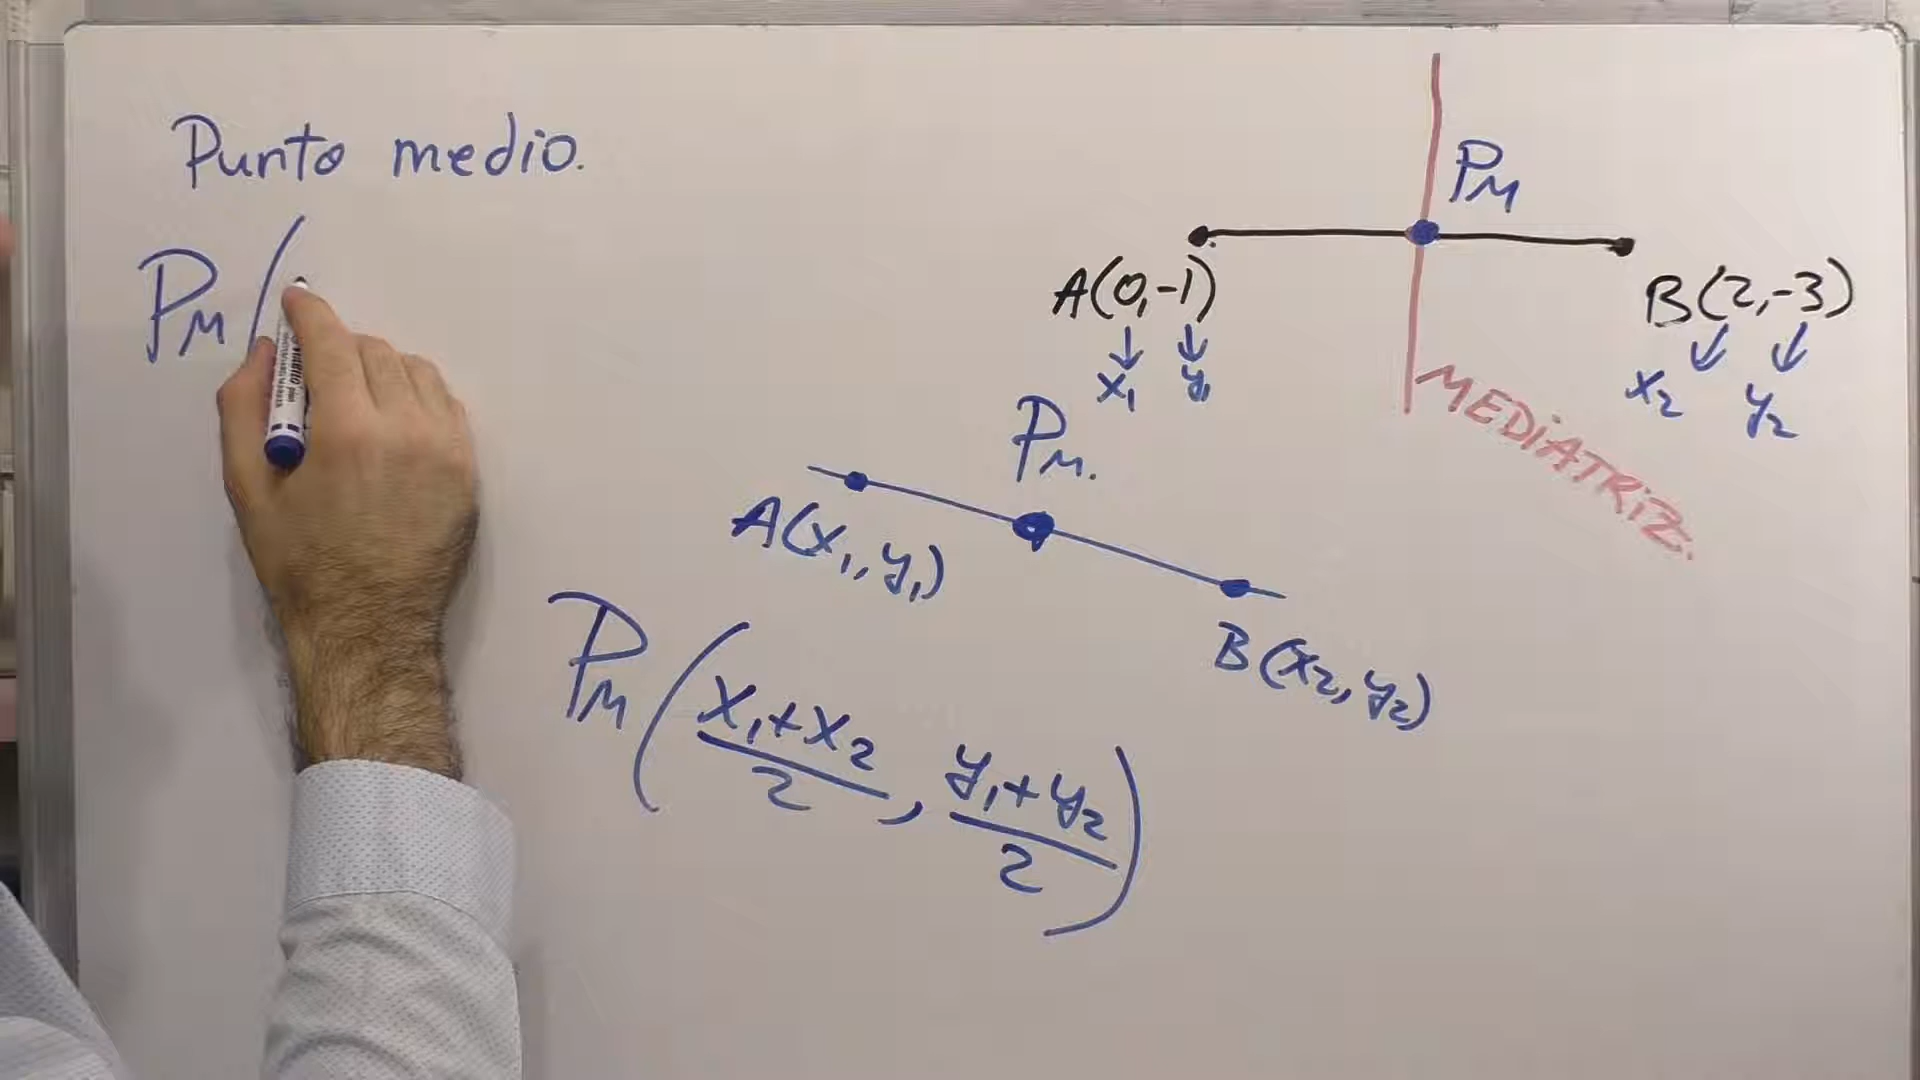 Punto medio.
PM (
PM
A(0,-1)
B(2,-3)
x₁ y₁
x₂ y₂
MEDIATRIZ.
PM.
A(x₁, y₁)
B(x₂, y₂)
PM (x₁+x₂/2, y₁+y₂/2)